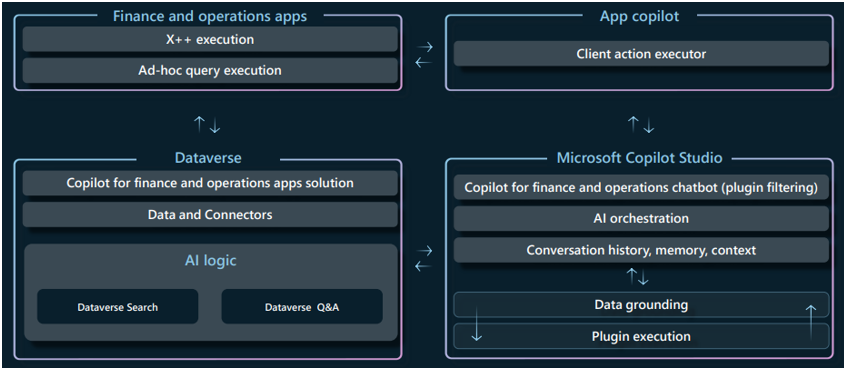 Finance and operations apps
X++ execution
Ad-hoc query execution
App copilot
Client action executor
Dataverse
Copilot for finance and operations apps solution
Data and Connectors
AI logic
Dataverse Search
Dataverse Q&A
Microsoft Copilot Studio
Copilot for finance and operations chatbot (plugin filtering)
AI orchestration
Conversation history, memory, context
Data grounding
Plugin execution